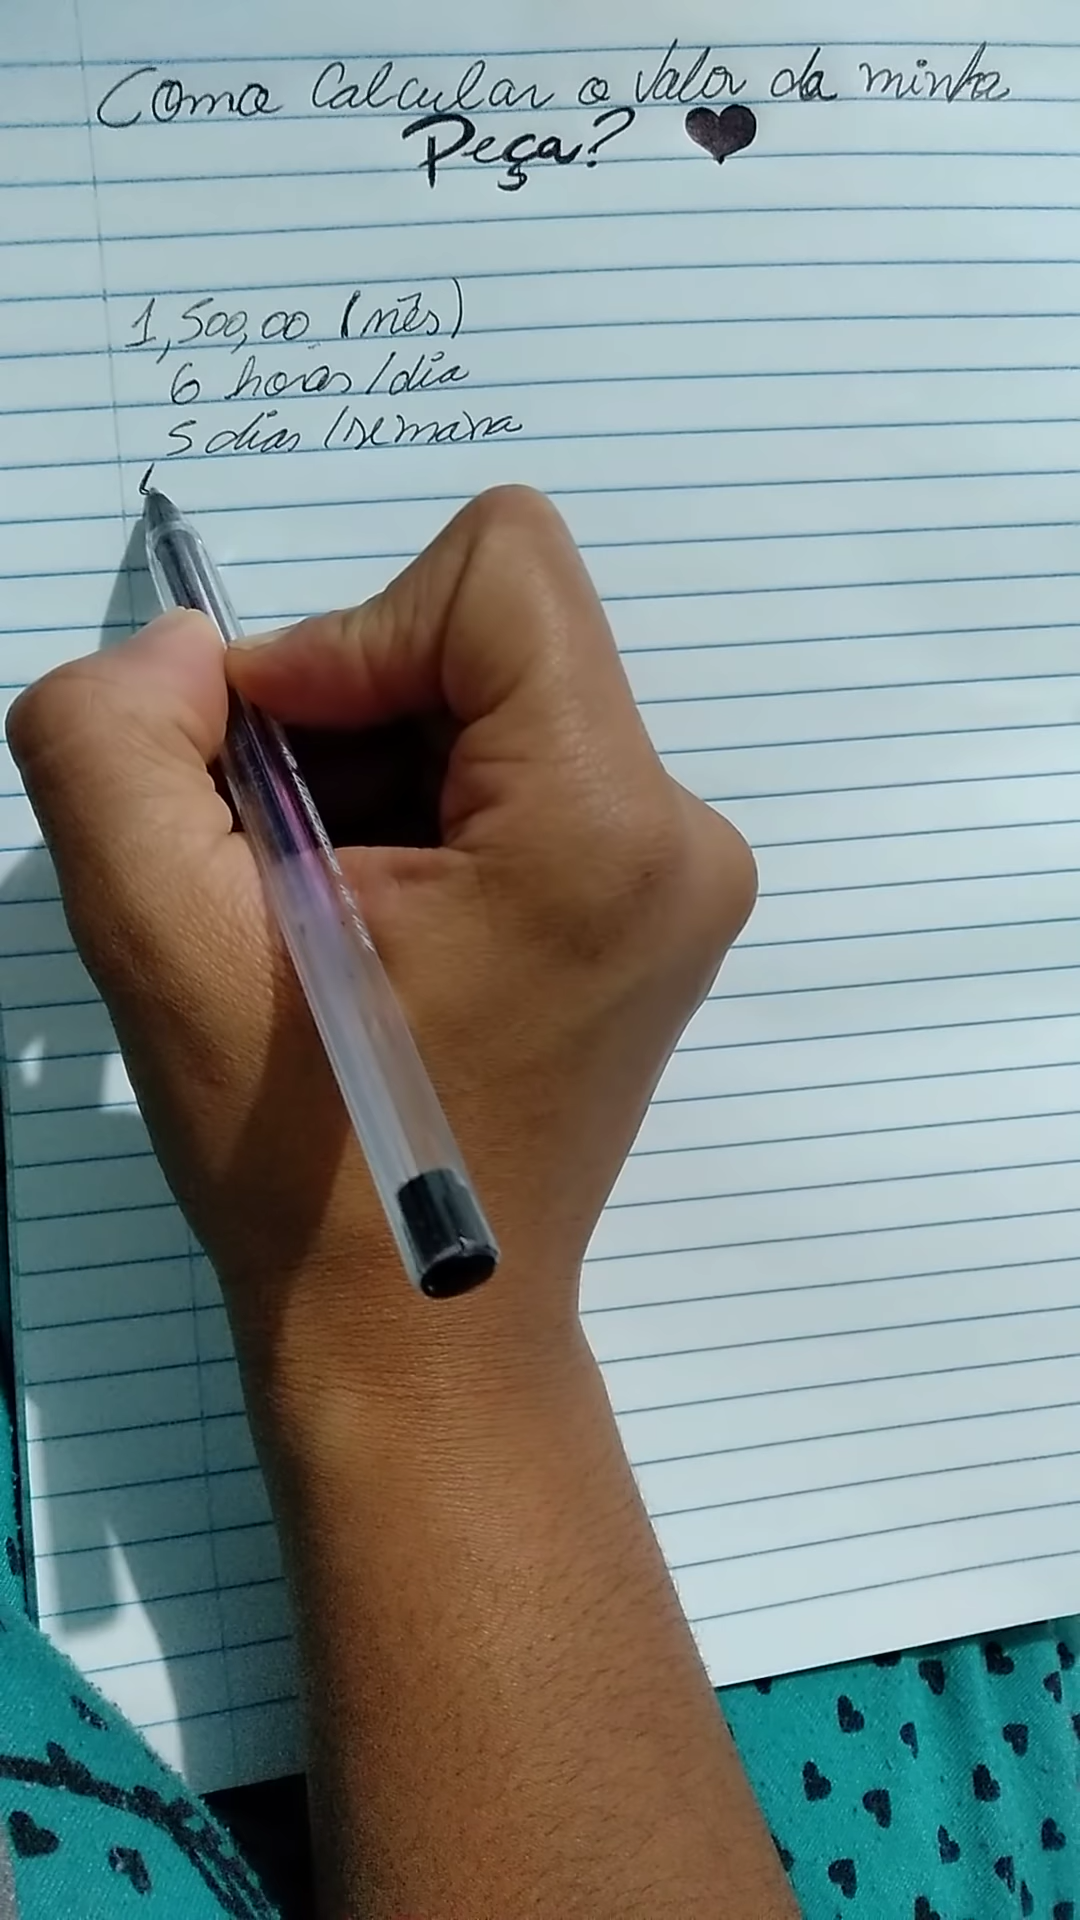 Como Calcular o Valor da minha
Peça?
1,500,00 (mês)
6 horas/dia
5 dias/semana